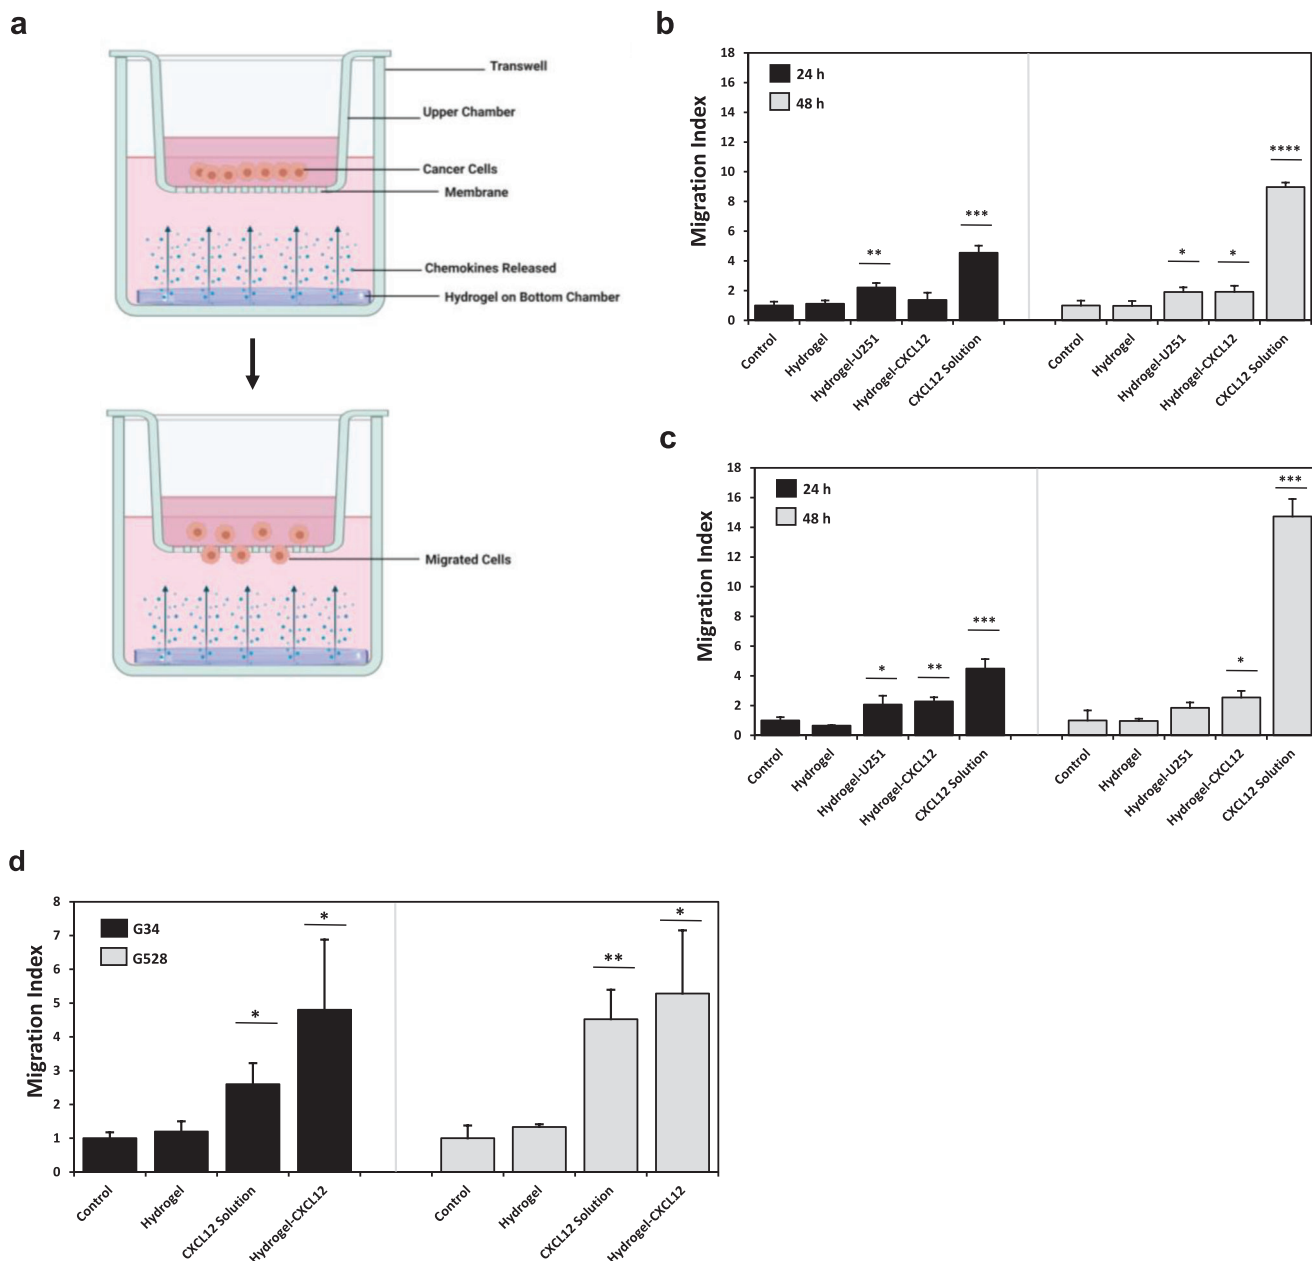 a
Transwell
Upper Chamber
Cancer Cells
Membrane
Chemokines Released
Hydrogel on Bottom Chamber
Migrated Cells
b
Migration Index
18
16
14
12
10
8
6
4
2
0
24 h
48 h
**
***
*
*
****
Control
Hydrogel
Hydrogel-U251
Hydrogel-CXCL12
CXCL12 Solution
Control
Hydrogel
Hydrogel-U251
Hydrogel-CXCL12
CXCL12 Solution
c
Migration Index
18
16
14
12
10
8
6
4
2
0
24 h
48 h
*
**
***
*
***
Control
Hydrogel
Hydrogel-U251
Hydrogel-CXCL12
CXCL12 Solution
Control
Hydrogel
Hydrogel-U251
Hydrogel-CXCL12
CXCL12 Solution
d
Migration Index
8
7
6
5
4
3
2
1
0
G34
G528
*
*
**
*
Control
Hydrogel
CXCL12 Solution
Hydrogel-CXCL12
Control
Hydrogel
CXCL12 Solution
Hydrogel-CXCL12